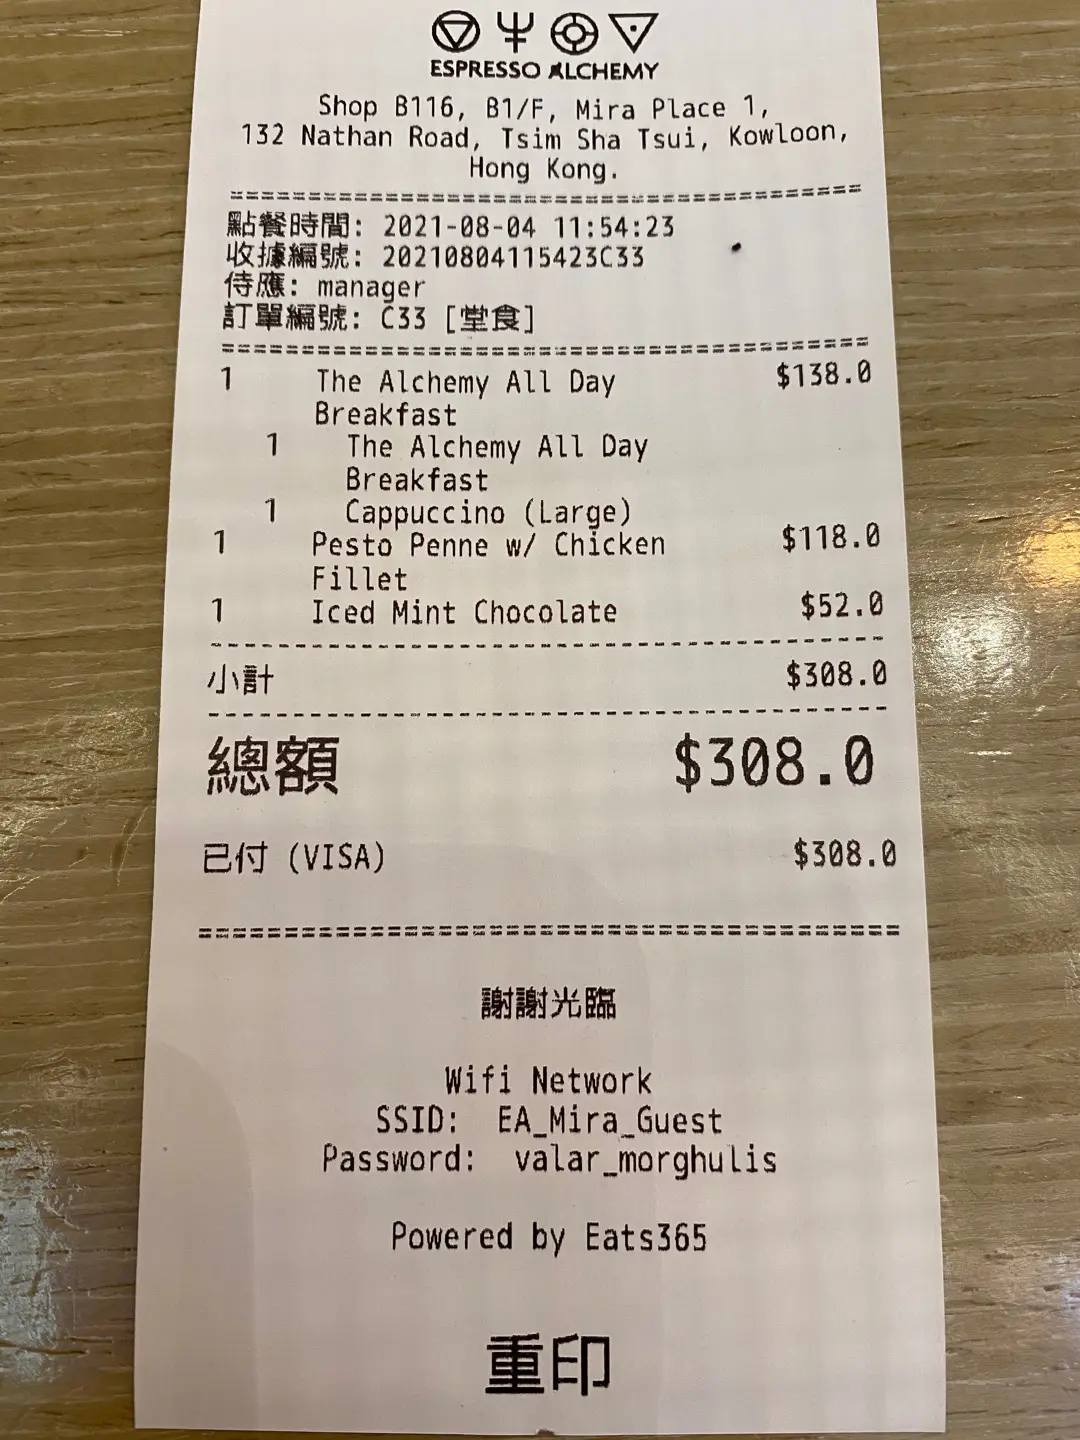 ESPRESSO ALCHEMY
Shop B116, B1/F, Mira Place 1,
132 Nathan Road, Tsim Sha Tsui, Kowloon,
Hong Kong.
點餐時間: 2021-08-04 11:54:23
收據編號: 20210804115423C33
侍應: manager
訂單編號: C33 [堂食]
1 The Alchemy All Day $138.0
Breakfast
1 The Alchemy All Day
Breakfast
1 Cappuccino (Large)
1 Pesto Penne w/ Chicken $118.0
Fillet
1 Iced Mint Chocolate $52.0
小計 $308.0
總額 $308.0
已付 (VISA) $308.0
謝謝光臨
Wifi Network
SSID: EA_Mira_Guest
Password: valar_morghulis
Powered by Eats365
重印